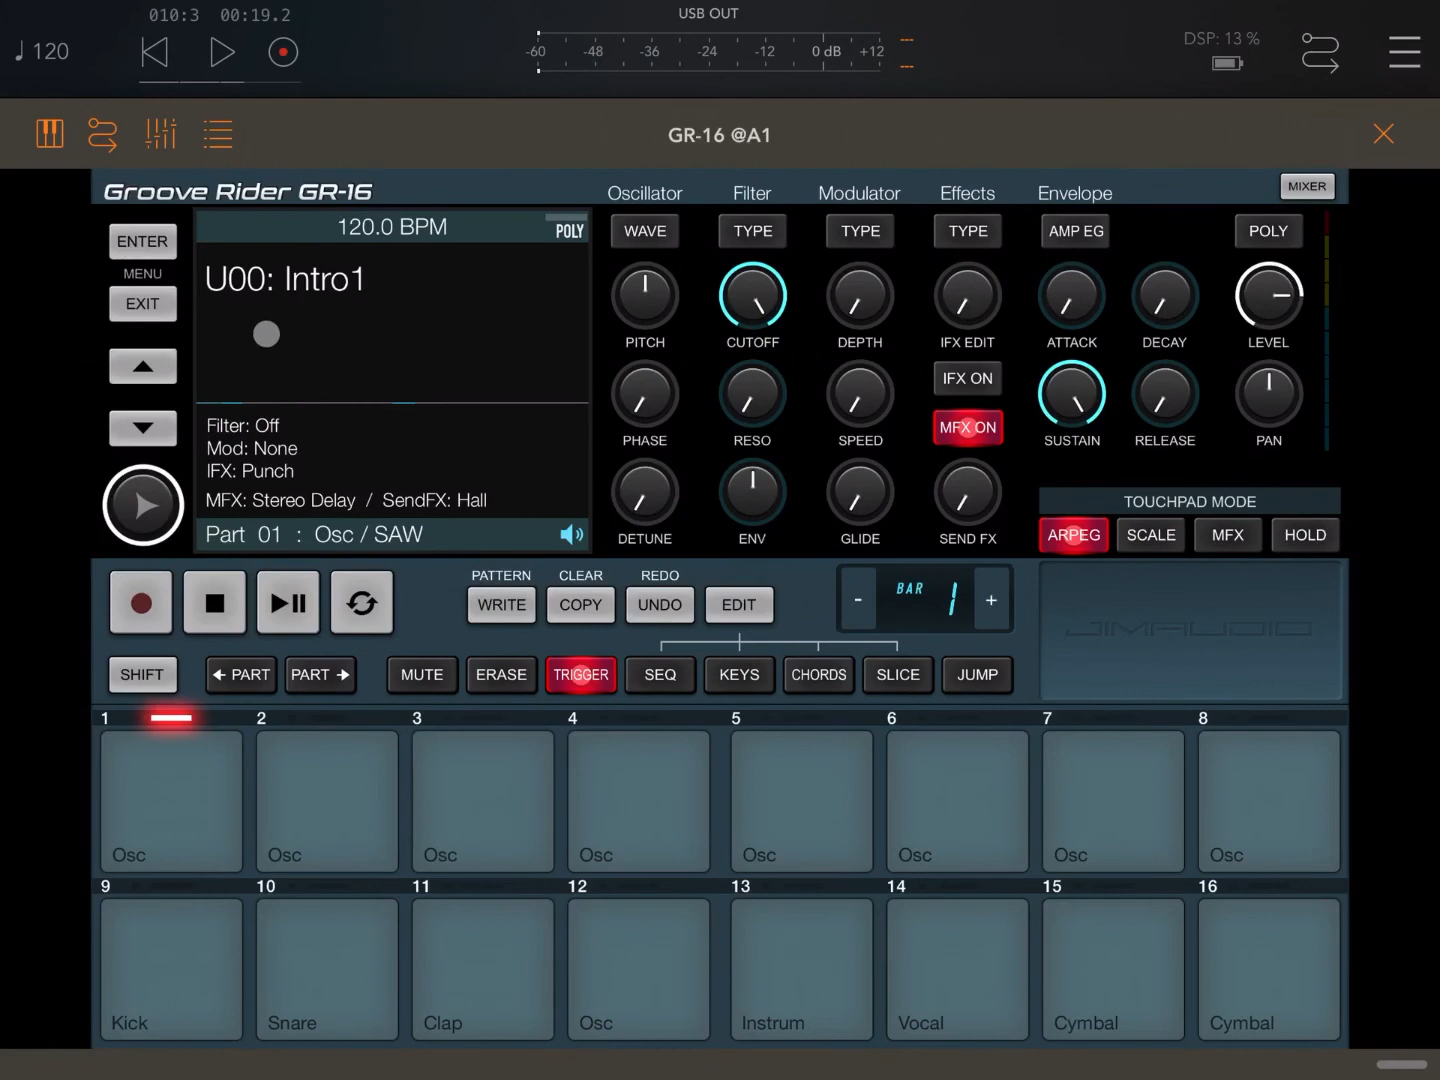 010:3 00:19.2
USB OUT
♩120
-60 -48 -36 -24 -12 0 dB +12
DSP: 13 %
GR-16 @A1
Groove Rider GR-16
Oscillator Filter Modulator Effects Envelope
MIXER
120.0 BPM
POLY
U00: Intro1
Filter: Off
Mod: None
IFX: Punch
MFX: Stereo Delay / SendFX: Hall
Part 01 : Osc / SAW
ENTER
MENU
EXIT
WAVE TYPE TYPE TYPE AMP EG POLY
PITCH CUTOFF DEPTH IFX EDIT ATTACK DECAY LEVEL
IFX ON
MFX ON
PHASE RESO SPEED SUSTAIN RELEASE PAN
DETUNE ENV GLIDE SEND FX
TOUCHPAD MODE
ARPEG SCALE MFX HOLD
PATTERN CLEAR REDO
WRITE COPY UNDO EDIT
- BAR 1 +
JIMAUDIO
SHIFT ← PART PART → MUTE ERASE TRIGGER SEQ KEYS CHORDS SLICE JUMP
1 2 3 4 5 6 7 8
Osc Osc Osc Osc Osc Osc Osc Osc
9 10 11 12 13 14 15 16
Kick Snare Clap Osc Instrum Vocal Cymbal Cymbal